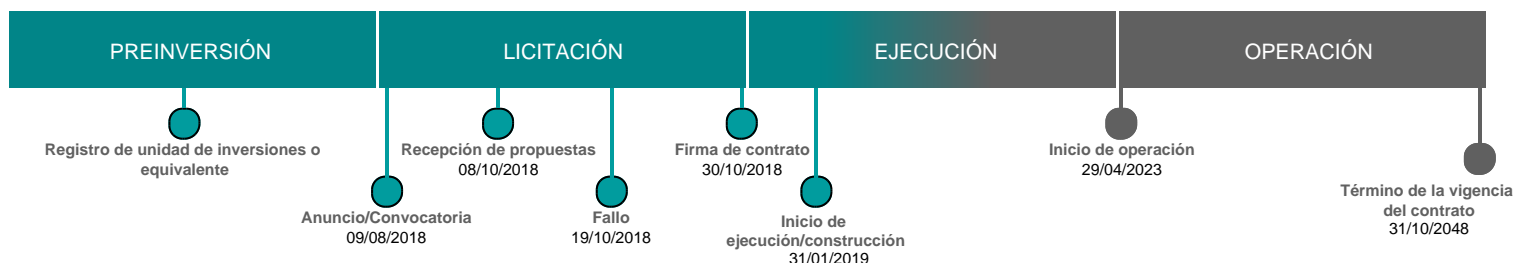 PREINVERSIÓN
LICITACIÓN
EJECUCIÓN
OPERACIÓN
Registro de unidad de inversiones o
equivalente
Anuncio/Convocatoria
09/08/2018
Recepción de propuestas
08/10/2018
Fallo
19/10/2018
Firma de contrato
30/10/2018
Inicio de
ejecución/construcción
31/01/2019
Inicio de operación
29/04/2023
Término de la vigencia
del contrato
31/10/2048